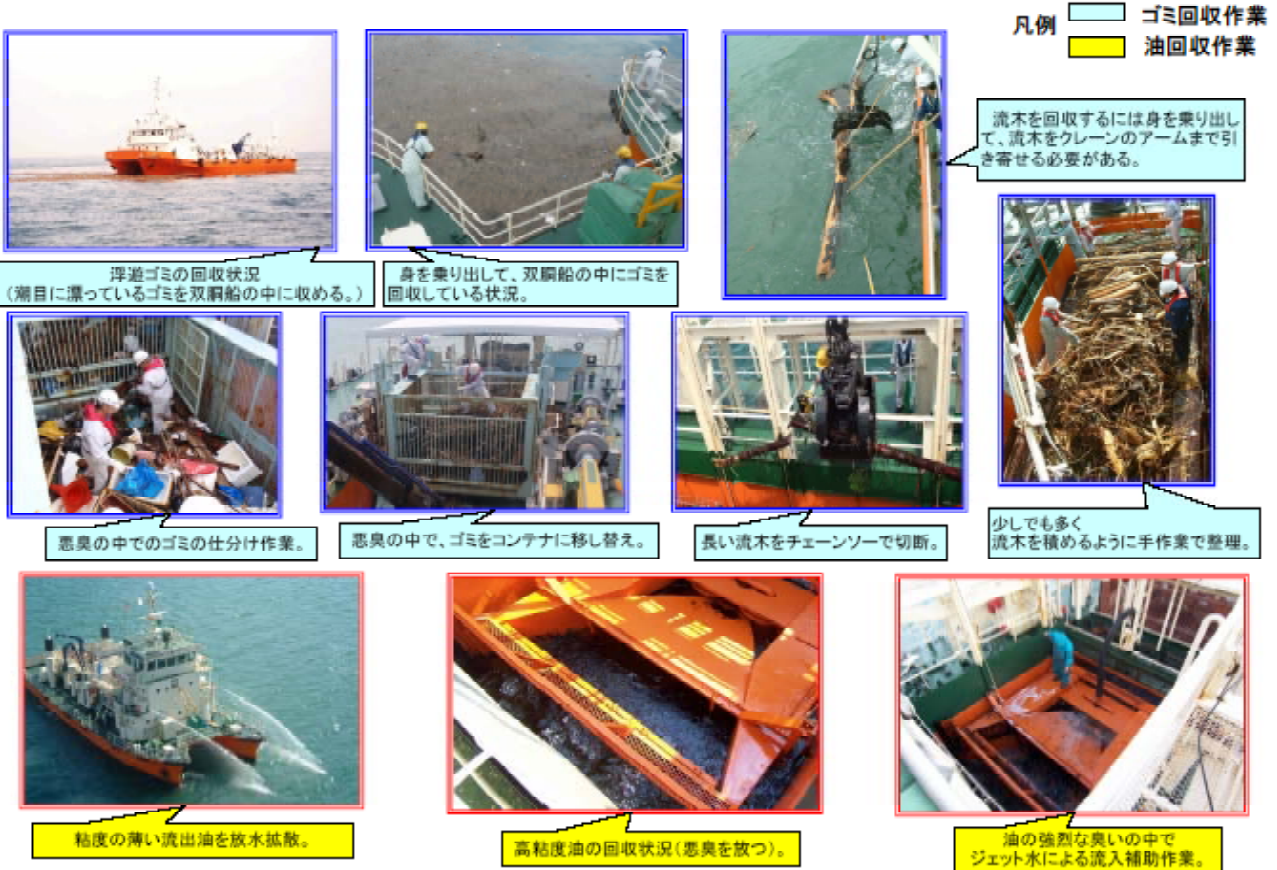 凡例
ゴミ回収作業
油回収作業
流木を回収するには身を乗り出し
て、流木をクレーンのアームまで引
き寄せる必要がある。
浮遊ゴミの回収状況
(潮目に漂っているゴミを双胴船の中に収める。)
身を乗り出して、双胴船の中にゴミを
回収している状況。
悪臭の中でのゴミの仕分け作業。
悪臭の中で、ゴミをコンテナに移し替え。
長い流木をチェーンソーで切断。
少しでも多く
流木を積めるように手作業で整理。
粘度の薄い流出油を放水拡散。
高粘度油の回収状況(悪臭を放つ)。
油の強烈な臭いの中で
ジェット水による流入補助作業。